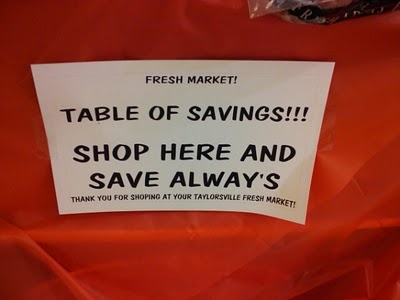 FRESH MARKET!
TABLE OF SAVINGS!!!
SHOP HERE AND
SAVE ALWAY'S
THANK YOU FOR SHOPING AT YOUR TAYLORSVILLE FRESH MARKET!